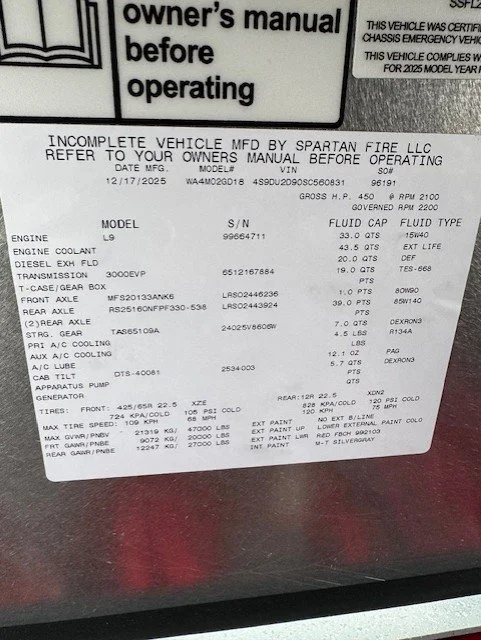 owner's manual
before
operating
SSFL2
THIS VEHICLE WAS CERTIFI
CHASSIS EMERGENCY VEHIC
THIS VEHICLE COMPLIES W
FOR 2025 MODEL YEAR
INCOMPLETE VEHICLE MFD BY SPARTAN FIRE LLC
REFER TO YOUR OWNERS MANUAL BEFORE OPERATING
DATE MFG. MODEL# VIN SO#
12/17/2025 WA4M02GD18 4S9DU2D90SC560831 96191
GROSS H.P. 450 @ RPM 2100
GOVERNED RPM 2200
MODEL S/N FLUID CAP FLUID TYPE
ENGINE L9 99664711 33.0 QTS 15W40
ENGINE COOLANT 43.5 QTS EXT LIFE
DIESEL EXH FLD 20.0 QTS DEF
TRANSMISSION 3000EVP 6512167884 19.0 QTS TES-668
T-CASE/GEAR BOX PTS
FRONT AXLE MFS20133ANK6 LRS02446236 1.0 PTS 80W90
REAR AXLE RS25160NFPF330-538 LRS02443924 39.0 PTS 85W140
(2)REAR AXLE PTS
STRG. GEAR TAS65109A 24025V8606W 7.0 QTS DEXRON3
PRI A/C COOLING 4.5 LBS R134A
AUX A/C COOLING LBS
A/C LUBE 12.1 OZ PAG
CAB TILT DTS-40081 2534003 5.7 QTS DEXRON3
APPARATUS PUMP PTS
GENERATOR QTS
TIRES: FRONT: 425/65R 22.5 XZE REAR:12R 22.5 XDN2
724 KPA/COLD 105 PSI COLD 828 KPA/COLD 120 PSI COLD
MAX TIRE SPEED: 109 KPH 68 MPH 120 KPH 75 MPH
MAX GVWR/PNBV 21319 KG/ 47000 LBS EXT PAINT NO EXT B/LINE
FRT GAWR/PNBE 9072 KG/ 20000 LBS EXT PAINT UP LOWER EXTERNAL PAINT COLO
REAR GAWR/PNBE 12247 KG/ 27000 LBS EXT PAINT LWR RED FBCH 992103
INT PAINT M-T SILVERGRAY